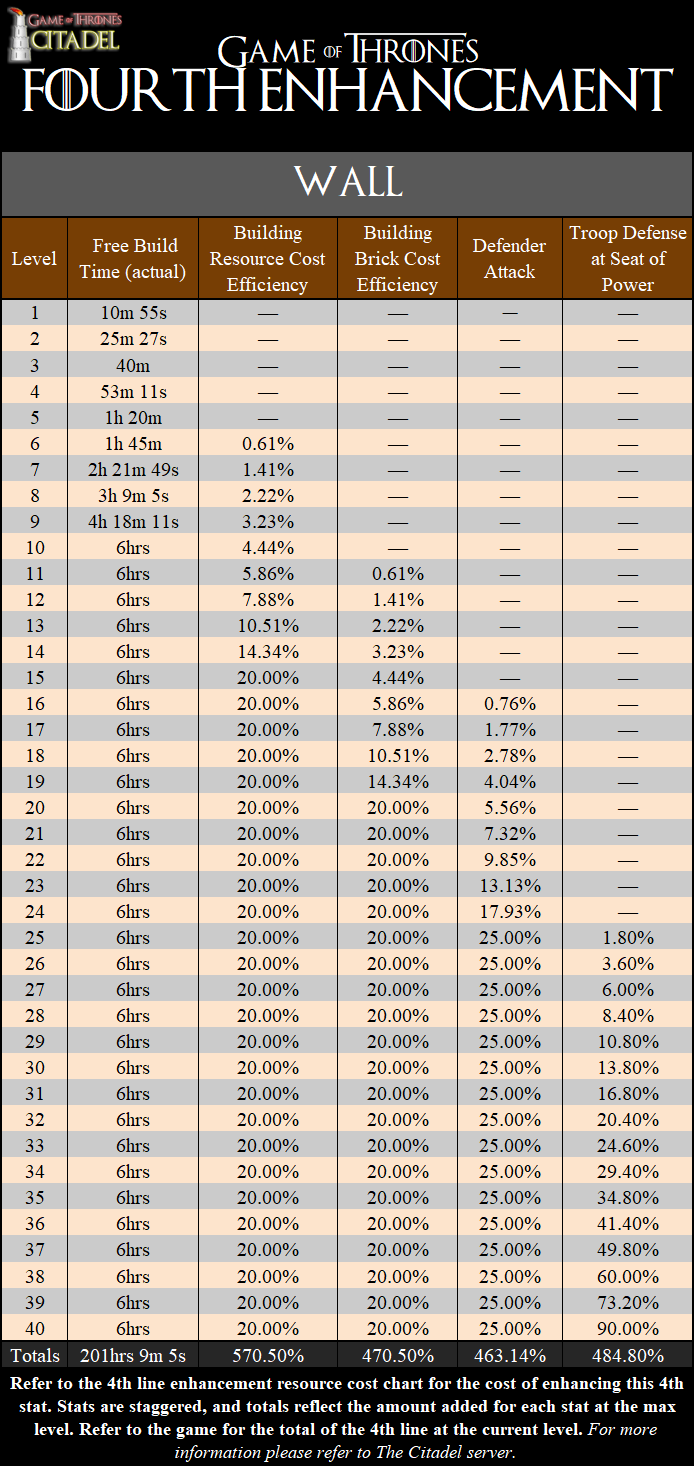 GAME OF THRONES
CITADEL
GAME OF THRONES
FOURTH ENHANCEMENT
WALL
Level | Free Build Time (actual) | Building Resource Cost Efficiency | Building Brick Cost Efficiency | Defender Attack | Troop Defense at Seat of Power
1 10m 55s — — — —
2 25m 27s — — — —
3 40m — — — —
4 53m 11s — — — —
5 1h 20m — — — —
6 1h 45m 0.61% — — —
7 2h 21m 49s 1.41% — — —
8 3h 9m 5s 2.22% — — —
9 4h 18m 11s 3.23% — — —
10 6hrs 4.44% — — —
11 6hrs 5.86% 0.61% — —
12 6hrs 7.88% 1.41% — —
13 6hrs 10.51% 2.22% — —
14 6hrs 14.34% 3.23% — —
15 6hrs 20.00% 4.44% — —
16 6hrs 20.00% 5.86% 0.76% —
17 6hrs 20.00% 7.88% 1.77% —
18 6hrs 20.00% 10.51% 2.78% —
19 6hrs 20.00% 14.34% 4.04% —
20 6hrs 20.00% 20.00% 5.56% —
21 6hrs 20.00% 20.00% 7.32% —
22 6hrs 20.00% 20.00% 9.85% —
23 6hrs 20.00% 20.00% 13.13% —
24 6hrs 20.00% 20.00% 17.93% —
25 6hrs 20.00% 20.00% 25.00% 1.80%
26 6hrs 20.00% 20.00% 25.00% 3.60%
27 6hrs 20.00% 20.00% 25.00% 6.00%
28 6hrs 20.00% 20.00% 25.00% 8.40%
29 6hrs 20.00% 20.00% 25.00% 10.80%
30 6hrs 20.00% 20.00% 25.00% 13.80%
31 6hrs 20.00% 20.00% 25.00% 16.80%
32 6hrs 20.00% 20.00% 25.00% 20.40%
33 6hrs 20.00% 20.00% 25.00% 24.60%
34 6hrs 20.00% 20.00% 25.00% 29.40%
35 6hrs 20.00% 20.00% 25.00% 34.80%
36 6hrs 20.00% 20.00% 25.00% 41.40%
37 6hrs 20.00% 20.00% 25.00% 49.80%
38 6hrs 20.00% 20.00% 25.00% 60.00%
39 6hrs 20.00% 20.00% 25.00% 73.20%
40 6hrs 20.00% 20.00% 25.00% 90.00%
Totals 201hrs 9m 5s 570.50% 470.50% 463.14% 484.80%
Refer to the 4th line enhancement resource cost chart for the cost of enhancing this 4th
stat. Stats are staggered, and totals reflect the amount added for each stat at the max
level. Refer to the game for the total of the 4th line at the current level. For more
information please refer to The Citadel server.